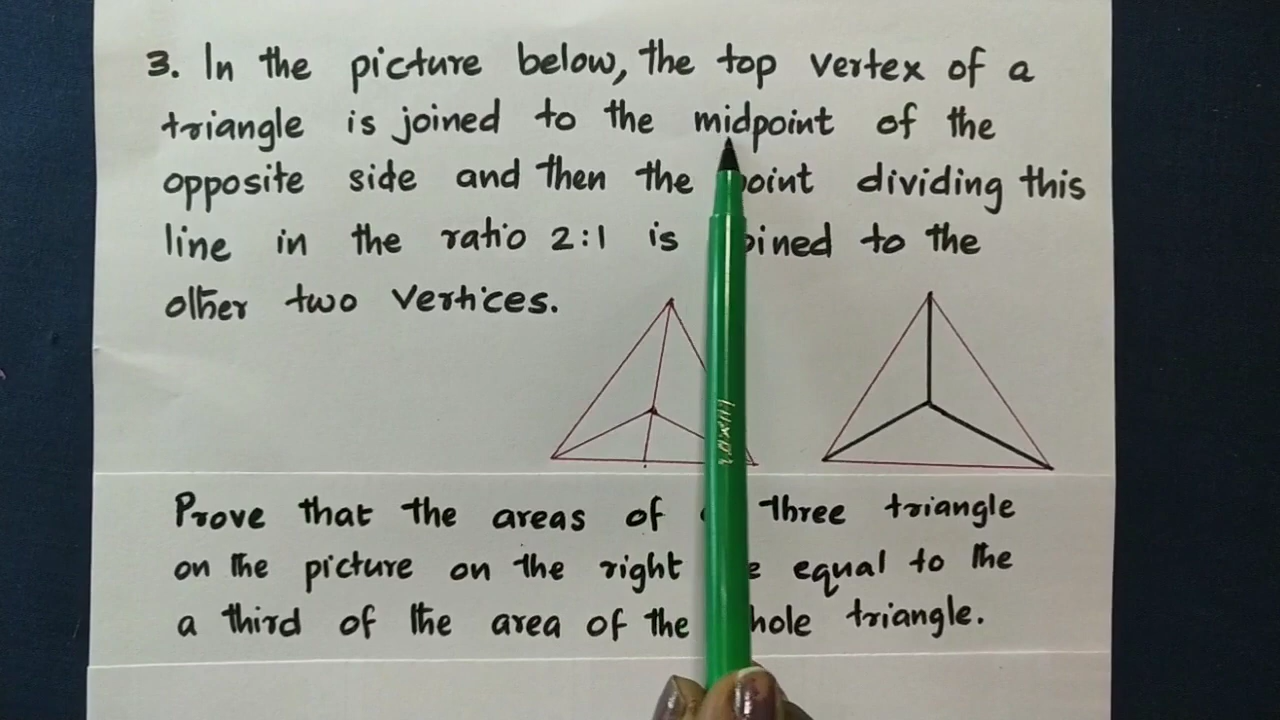 3. In the picture below, the top vertex of a
triangle is joined to the midpoint of the
opposite side and then the point dividing this
line in the ratio 2:1 is joined to the
other two vertices.
Luxor
Prove that the areas of three triangle
on the picture on the right equal to the
a third of the area of the whole triangle.